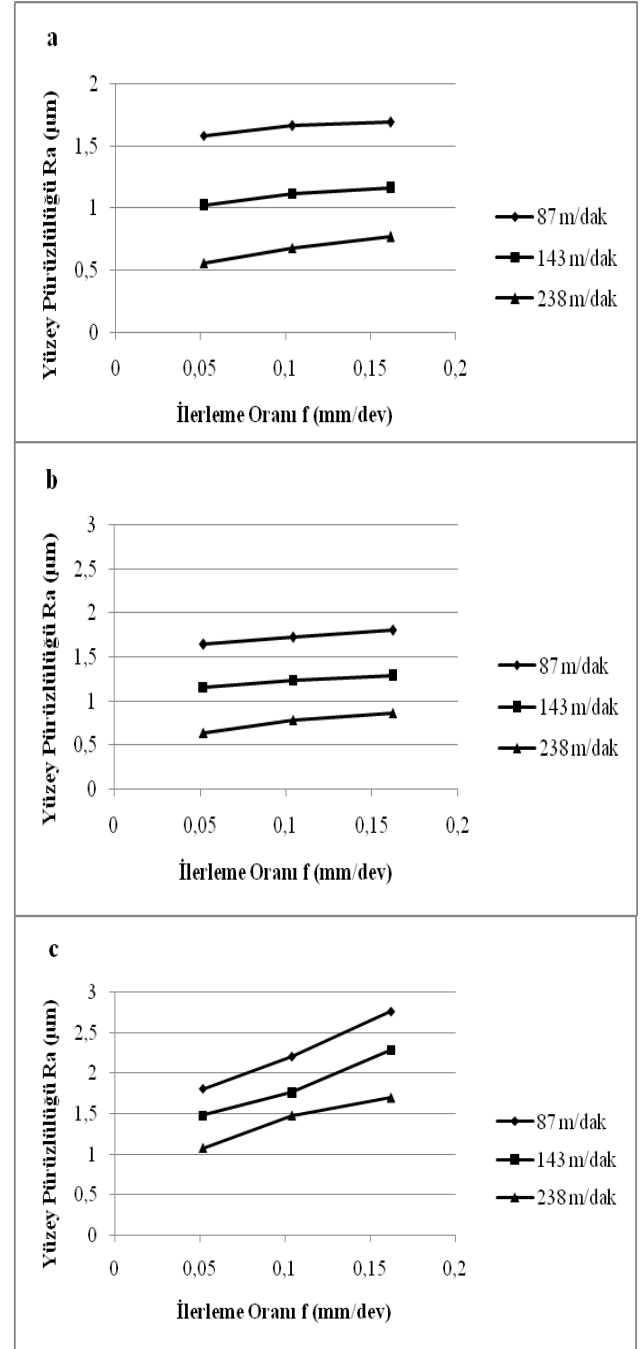 a
Yüzey Pürüzlülüğü Ra (µm)
2
1,5
1
0,5
0
0
0,05
0,1
0,15
0,2
İlerleme Oranı f (mm/dev)
87 m/dak
143 m/dak
238 m/dak
b
Yüzey Pürüzlülüğü Ra (µm)
3
2,5
2
1,5
1
0,5
0
0
0,05
0,1
0,15
0,2
İlerleme Oranı f (mm/dev)
87 m/dak
143 m/dak
238 m/dak
c
Yüzey Pürüzlülüğü Ra (µm)
3
2,5
2
1,5
1
0,5
0
0
0,05
0,1
0,15
0,2
İlerleme Oranı f (mm/dev)
87 m/dak
143 m/dak
238 m/dak